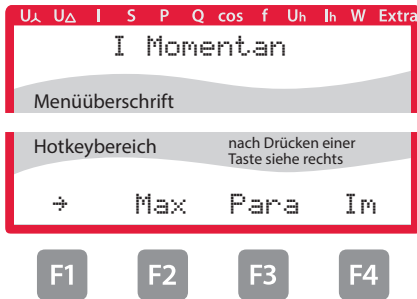 U⅄ U△ I S P Q cos f Uh Ih W Extra
I Momentan
Menüüberschrift
Hotkeybereich
nach Drücken einer
Taste siehe rechts
→ Max Para Im
F1 F2 F3 F4